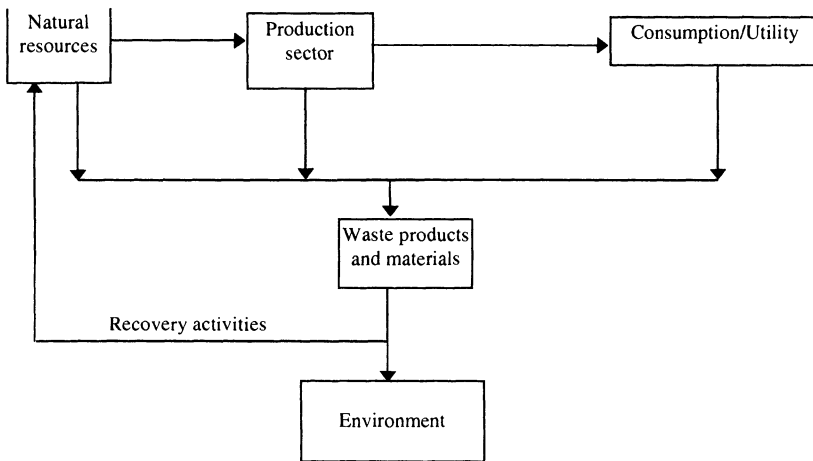 Natural
resources
Production
sector
Consumption/Utility
Waste products
and materials
Recovery activities
Environment